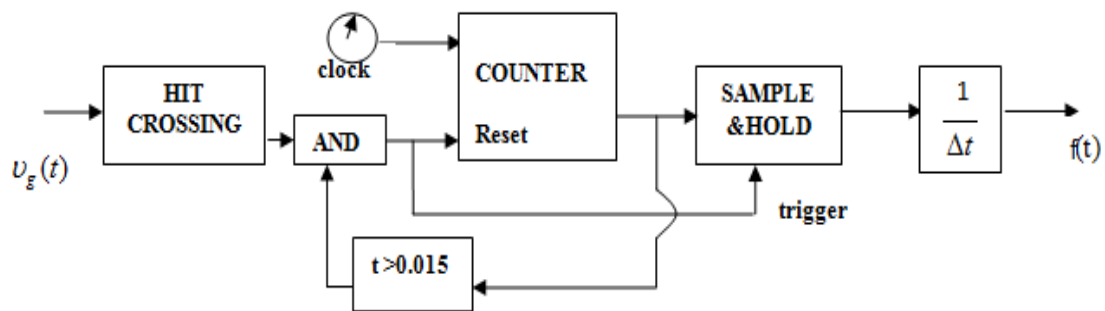 clock
HIT
CROSSING
AND
COUNTER
Reset
SAMPLE
&HOLD
1
Δt
υg(t)
f(t)
trigger
t >0.015